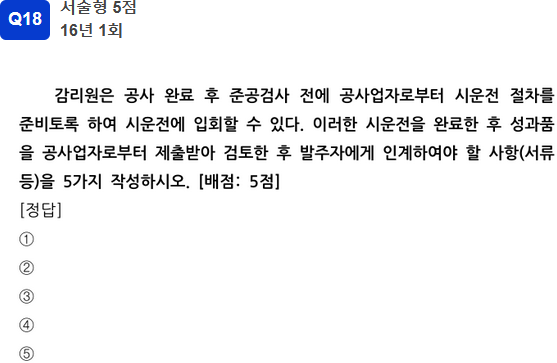 Q18
서술형 5점
16년 1회
감리원은 공사 완료 후 준공검사 전에 공사업자로부터 시운전 절차를
준비토록 하여 시운전에 입회할 수 있다. 이러한 시운전을 완료한 후 성과품
을 공사업자로부터 제출받아 검토한 후 발주자에게 인계하여야 할 사항(서류
등)을 5가지 작성하시오. [배점: 5점]
[정답]
①
②
③
④
⑤